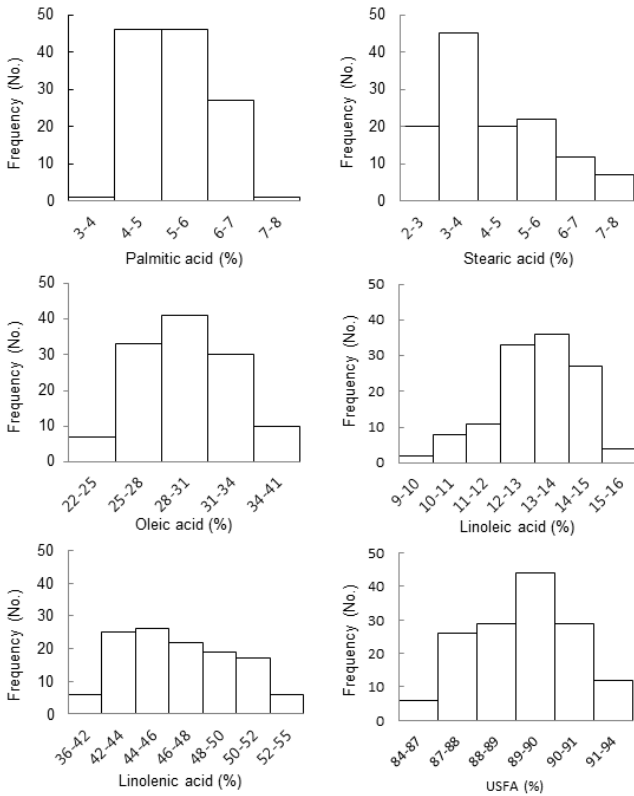 50
40
30
20
10
0
Frequency (No.)
3-4 4-5 5-6 6-7 7-8
Palmitic acid (%)
50
40
30
20
10
0
Frequency (No.)
2-3 3-4 4-5 5-6 6-7 7-8
Stearic acid (%)
50
40
30
20
10
0
Frequency (No.)
22-25 25-28 28-31 31-34 34-41
Oleic acid (%)
50
40
30
20
10
0
Frequency (No.)
9-10 10-11 11-12 12-13 13-14 14-15 15-16
Linoleic acid (%)
50
40
30
20
10
0
Frequency (No.)
36-42 42-44 44-46 46-48 48-50 50-52 52-55
Linolenic acid (%)
50
40
30
20
10
0
Frequency (No.)
84-87 87-88 88-89 89-90 90-91 91-94
USFA (%)